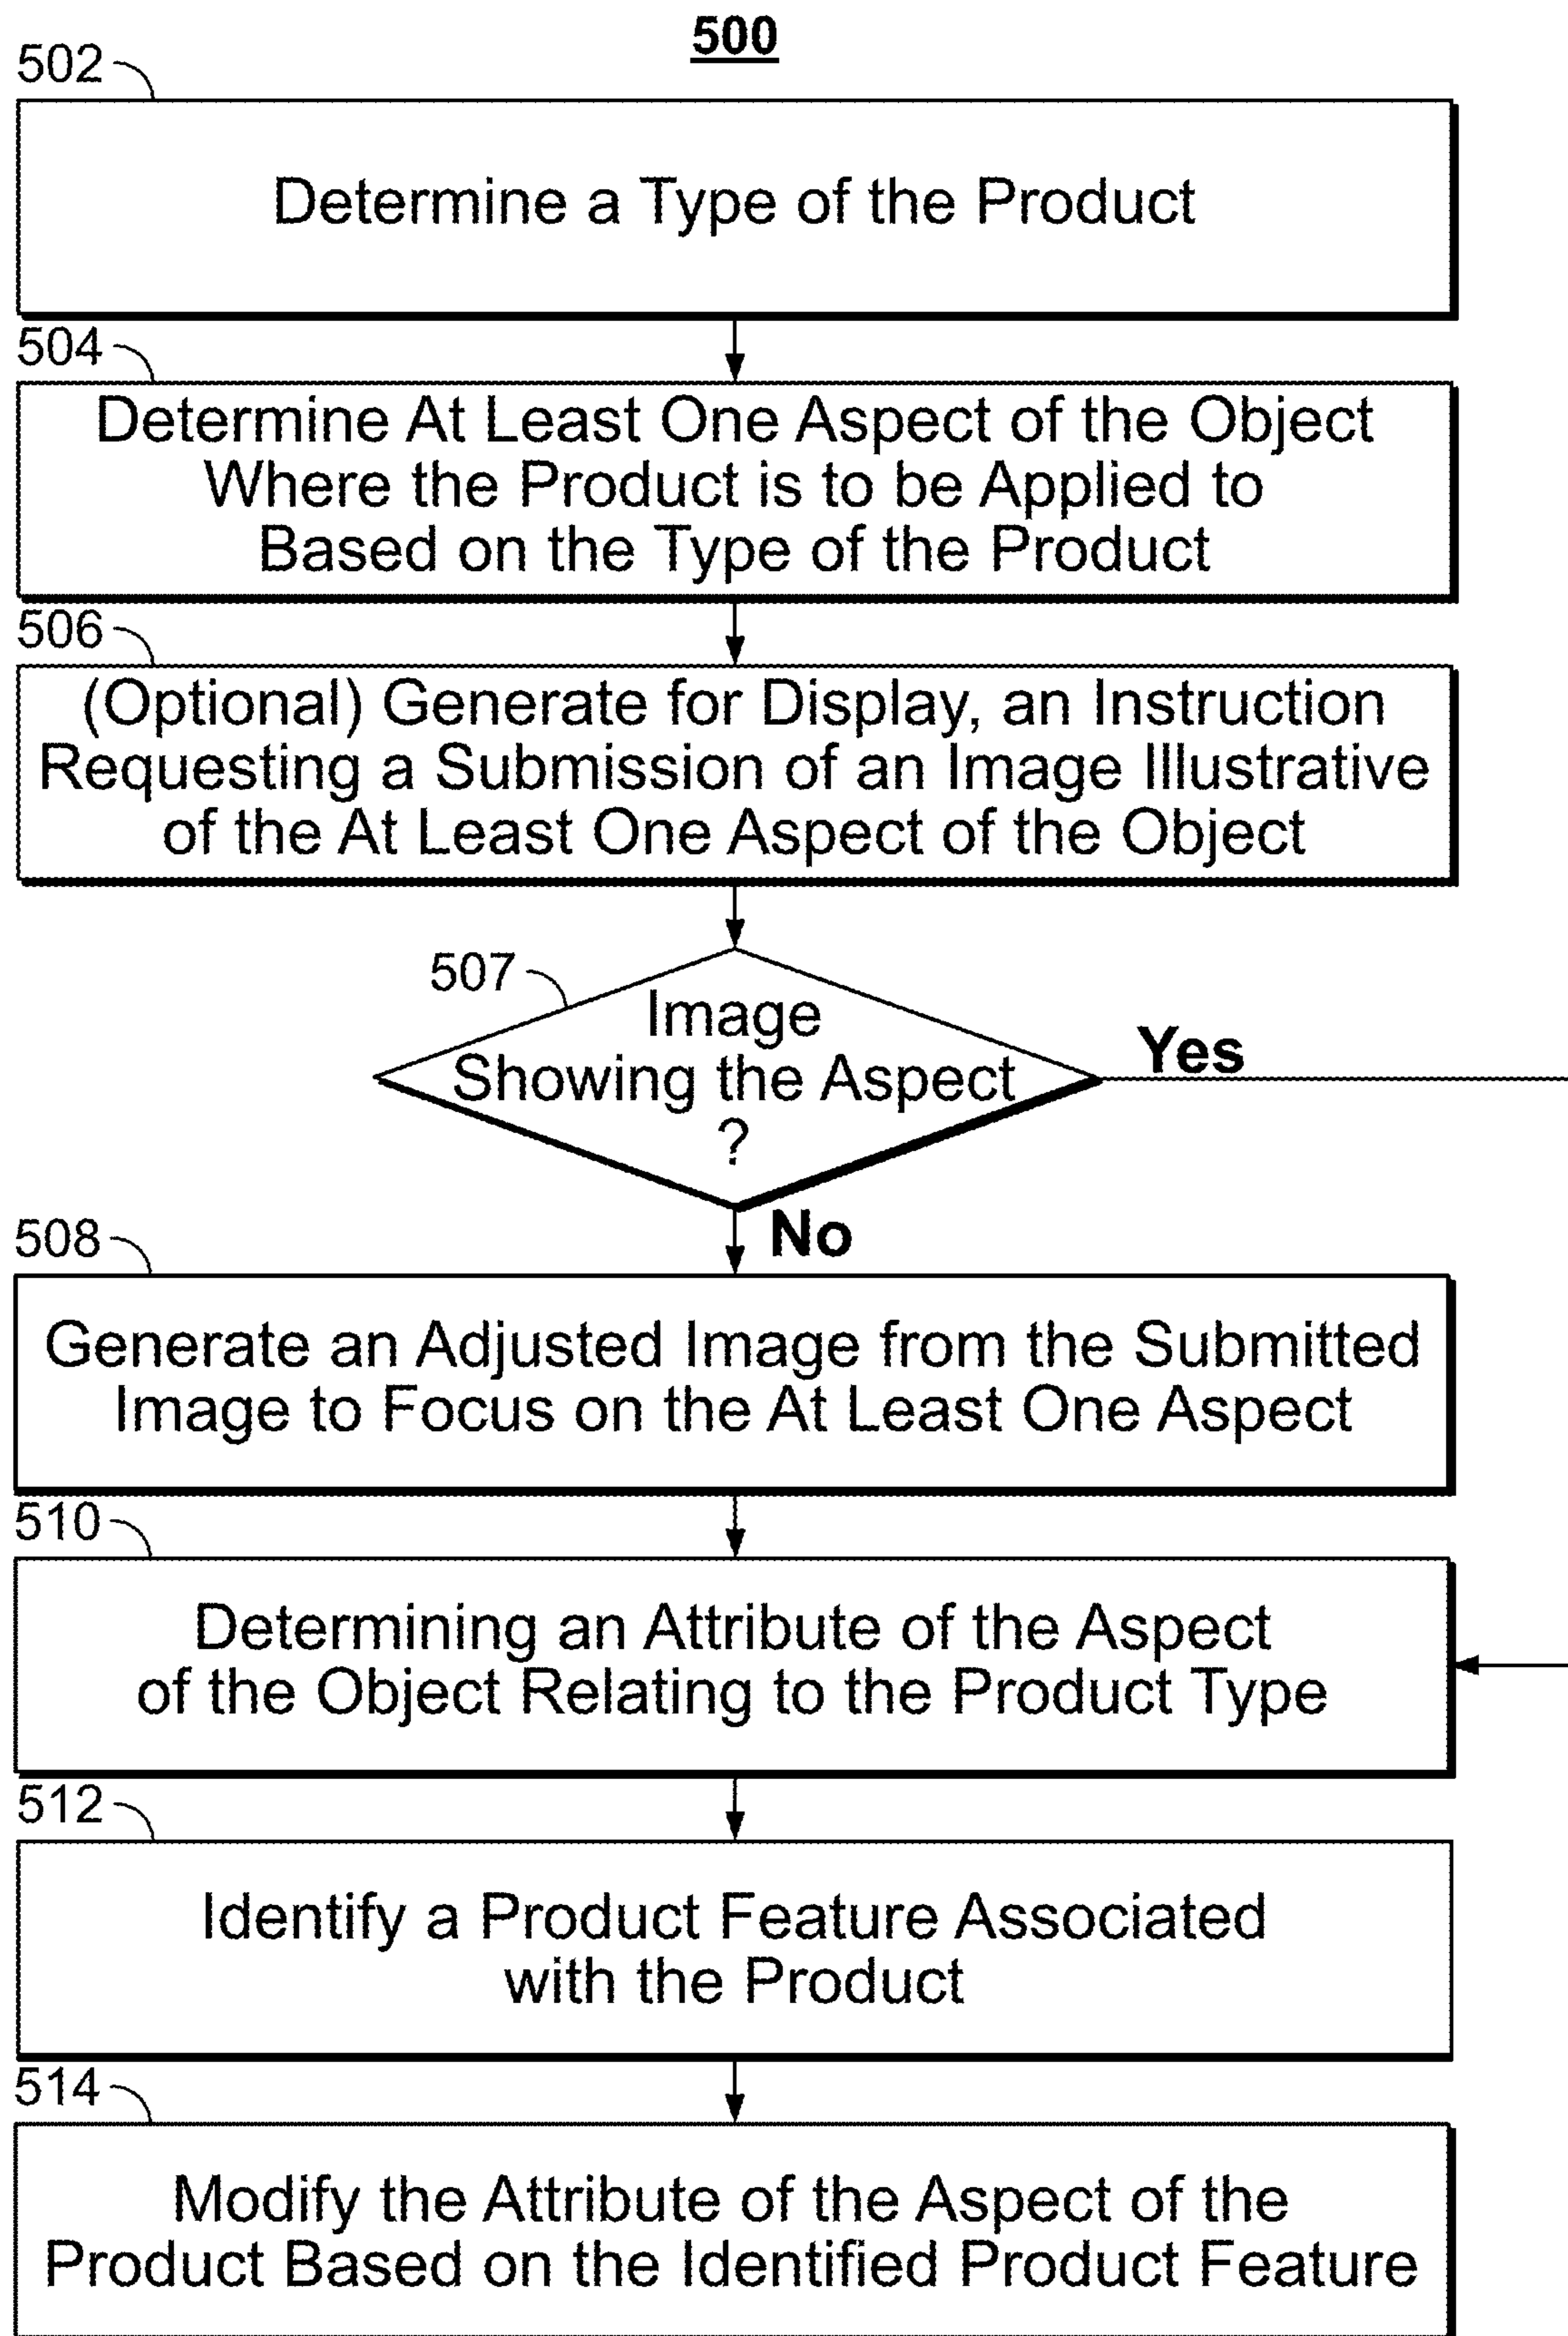 500
502
Determine a Type of the Product
504
Determine At Least One Aspect of the Object
Where the Product is to be Applied to
Based on the Type of the Product
506
(Optional) Generate for Display, an Instruction
Requesting a Submission of an Image Illustrative
of the At Least One Aspect of the Object
507
Image
Showing the Aspect
?
Yes
No
508
Generate an Adjusted Image from the Submitted
Image to Focus on the At Least One Aspect
510
Determining an Attribute of the Aspect
of the Object Relating to the Product Type
512
Identify a Product Feature Associated
with the Product
514
Modify the Attribute of the Aspect of the
Product Based on the Identified Product Feature